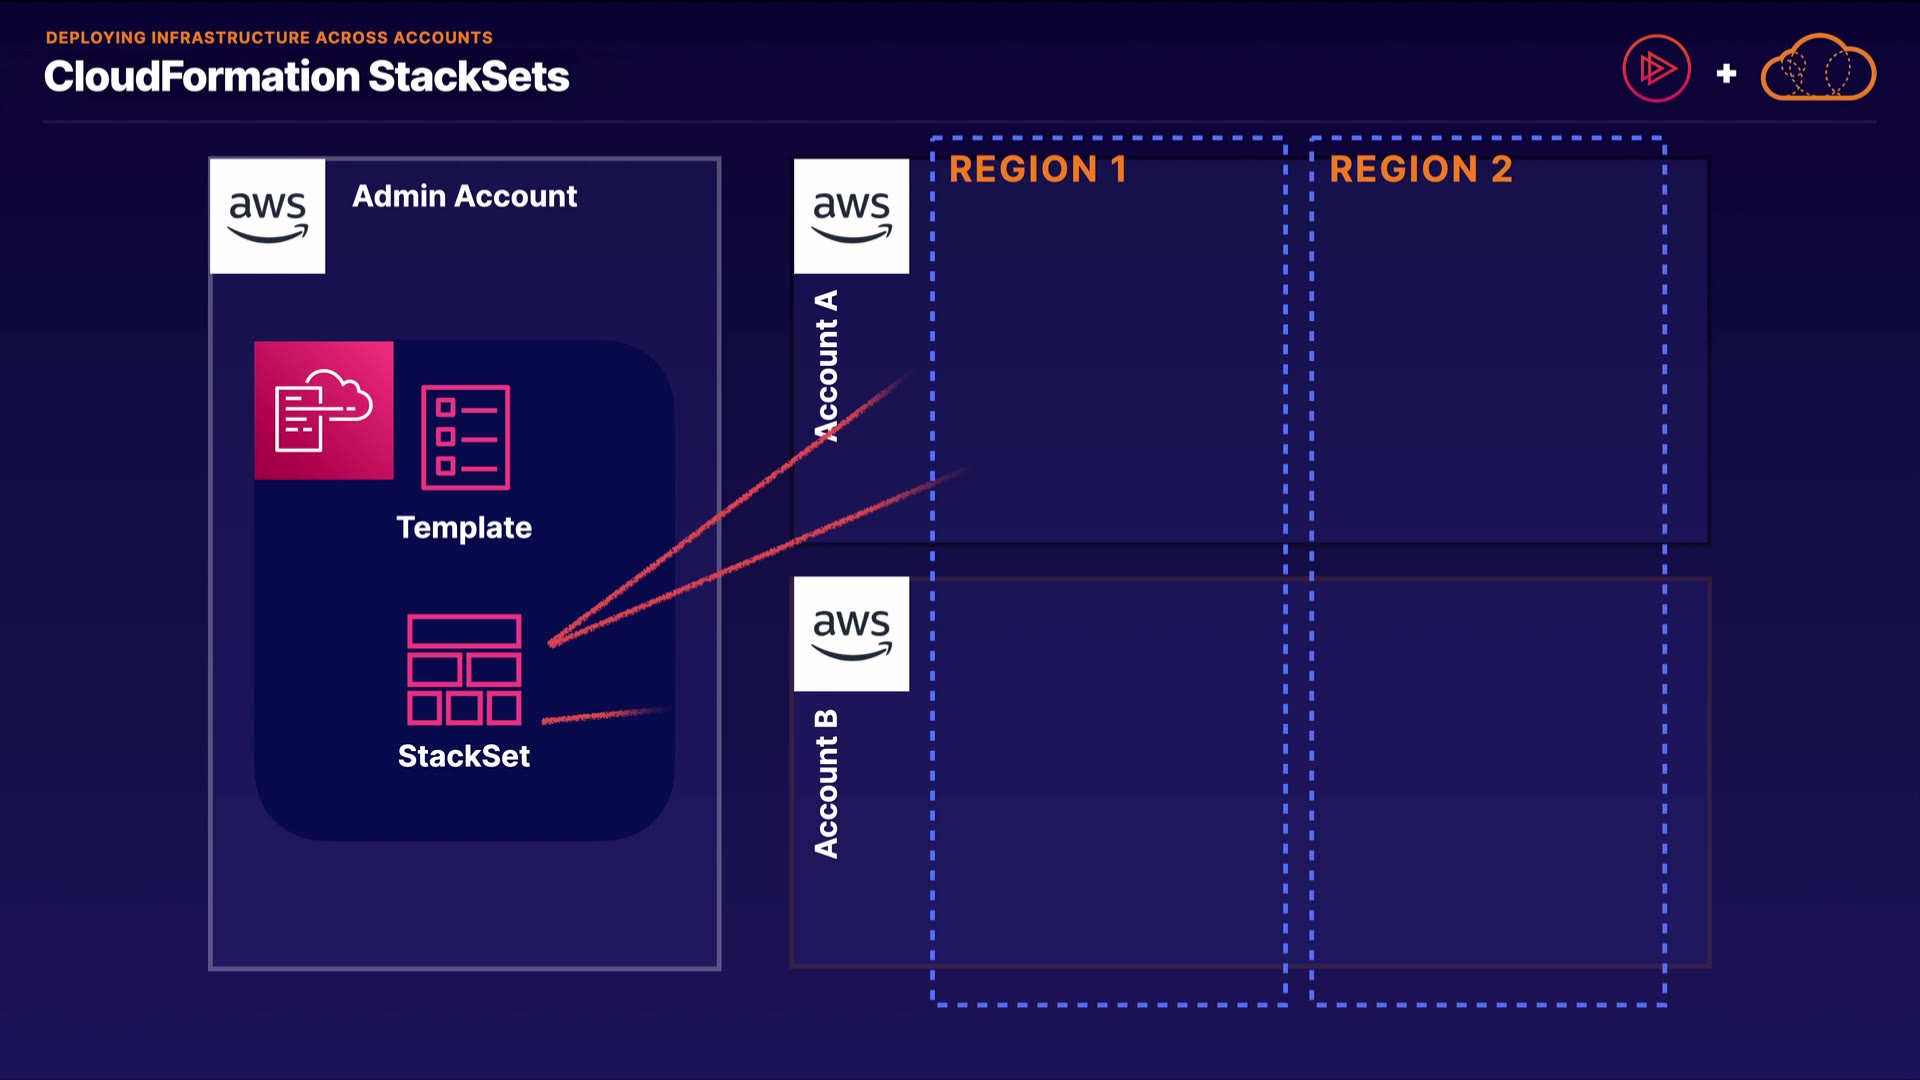 DEPLOYING INFRASTRUCTURE ACROSS ACCOUNTS
CloudFormation StackSets
aws
Admin Account
Template
StackSet
aws
Account A
REGION 1
REGION 2
aws
Account B